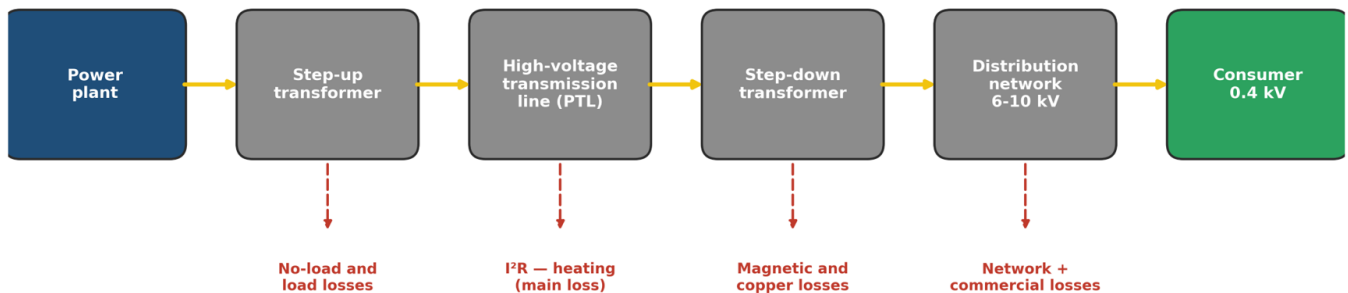 Power
plant
Step-up
transformer
High-voltage
transmission
line (PTL)
Step-down
transformer
Distribution
network
6-10 kV
Consumer
0.4 kV
No-load and
load losses
I²R — heating
(main loss)
Magnetic and
copper losses
Network +
commercial losses